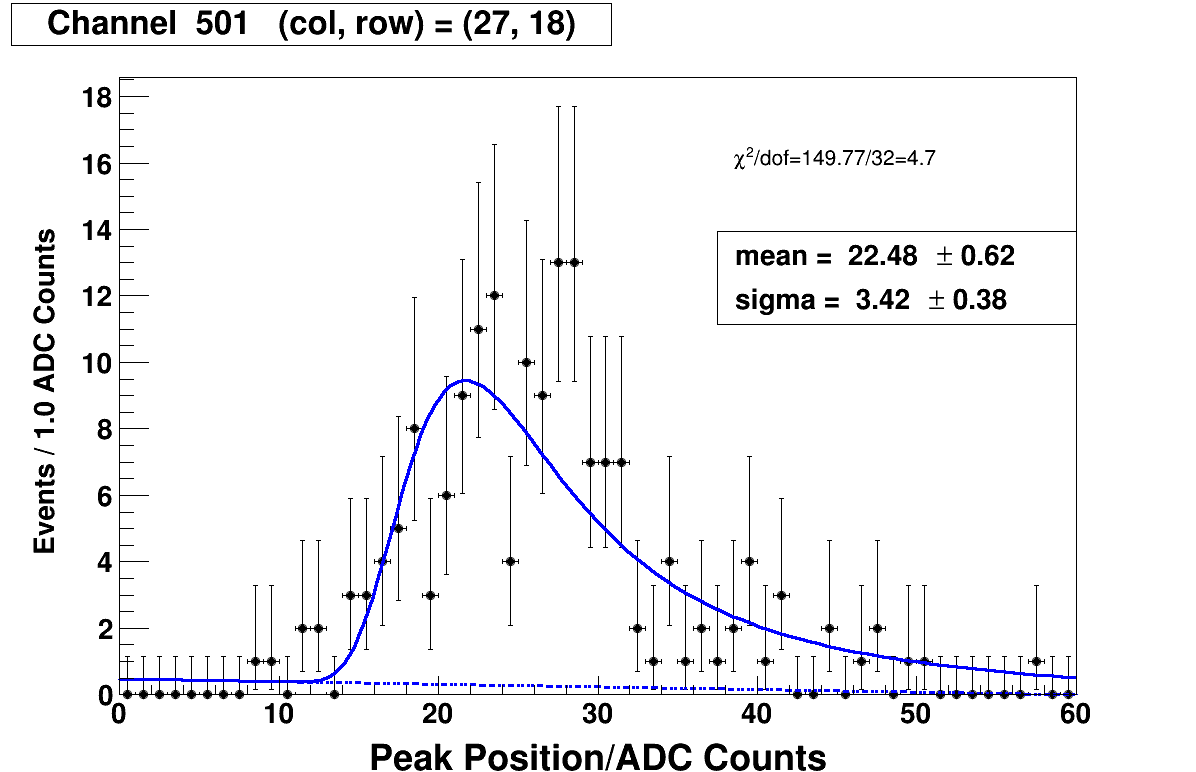 Channel 501 (col, row) = (27, 18)
χ²/dof=149.77/32=4.7
mean = 22.48 ± 0.62
sigma = 3.42 ± 0.38
Events / 1.0 ADC Counts
18
16
14
12
10
8
6
4
2
0
0 10 20 30 40 50 60
Peak Position/ADC Counts